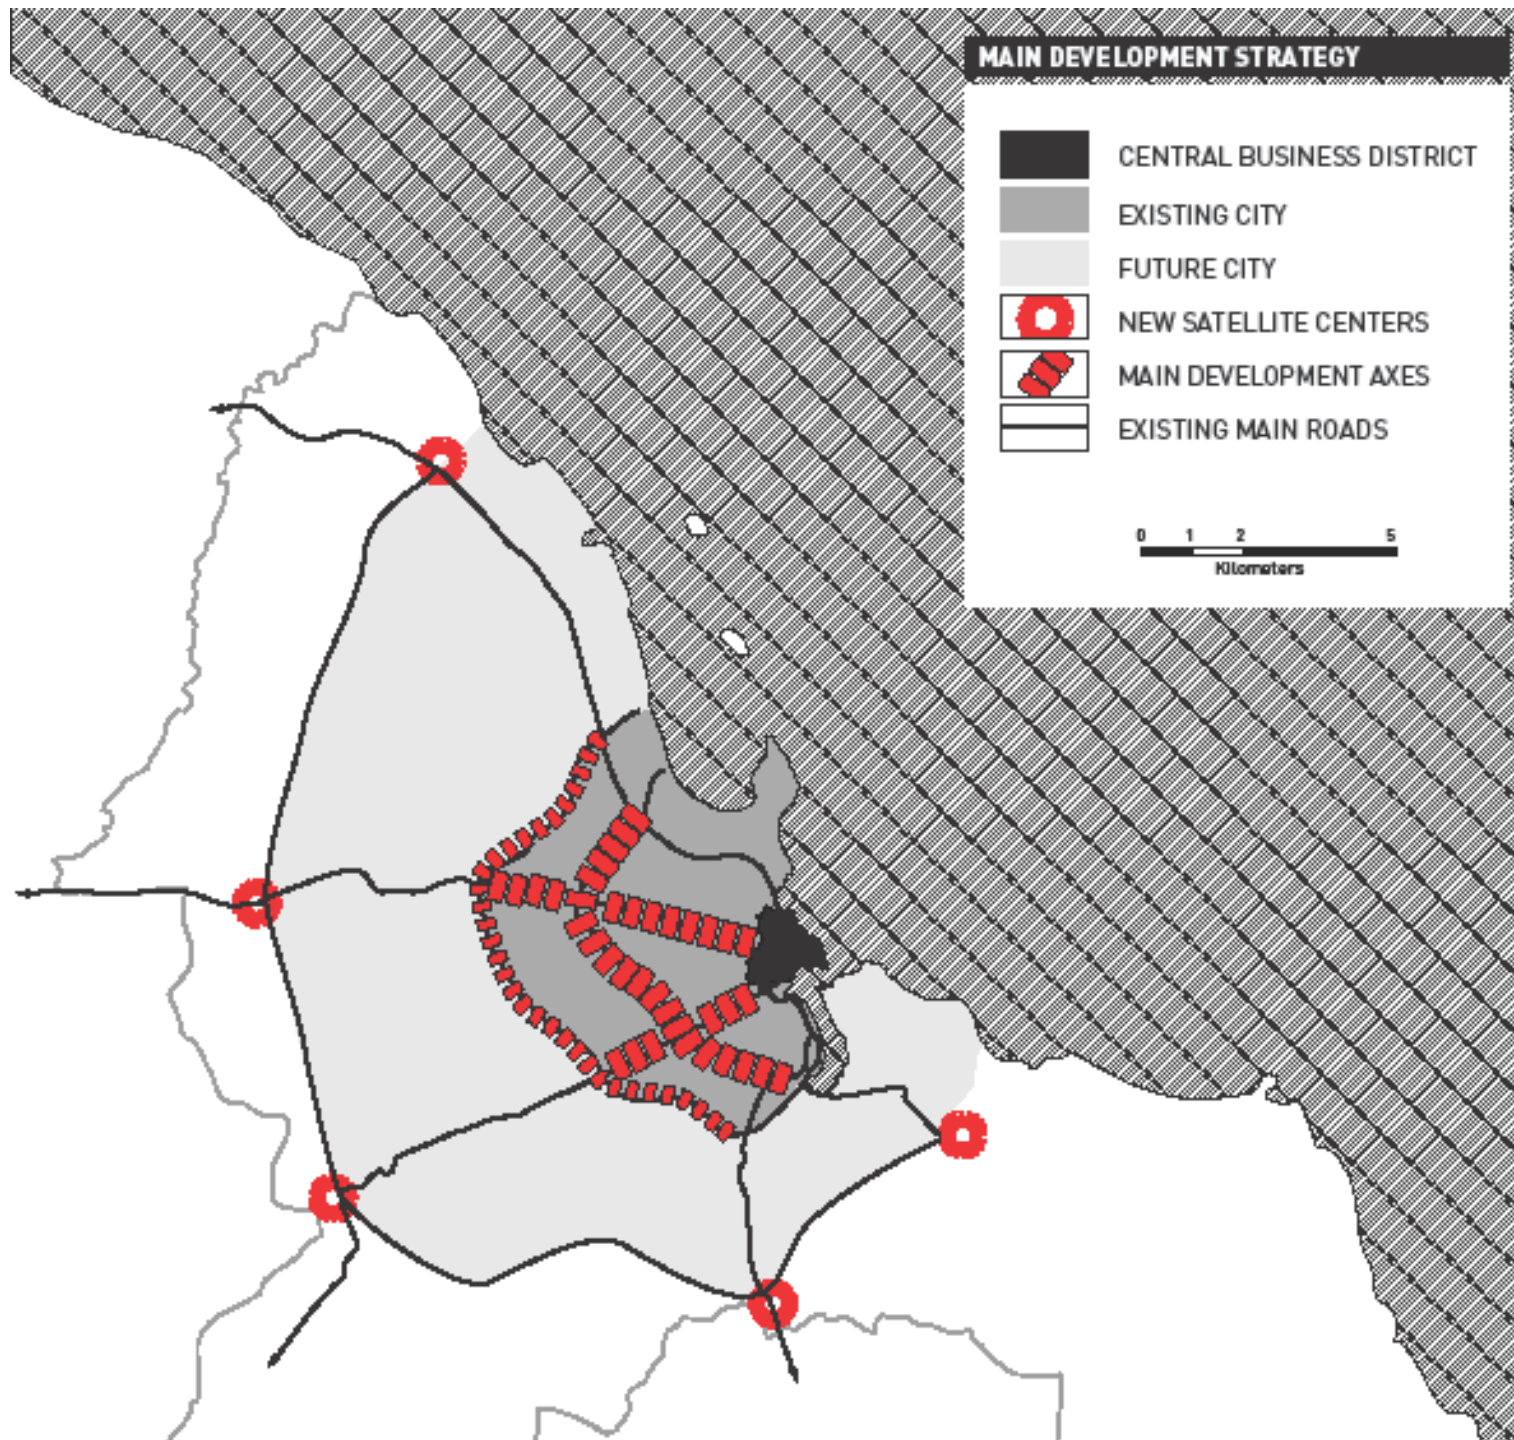 MAIN DEVELOPMENT STRATEGY
CENTRAL BUSINESS DISTRICT
EXISTING CITY
FUTURE CITY
NEW SATELLITE CENTERS
MAIN DEVELOPMENT AXES
EXISTING MAIN ROADS
0 1 2 5
Kilometers